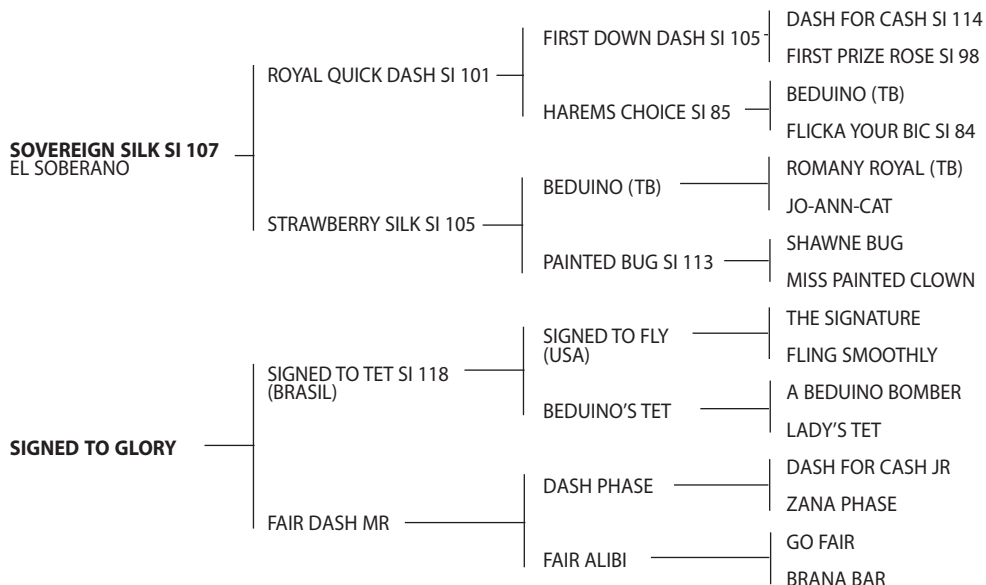 SOVEREIGN SILK SI 107
EL SOBERANO
ROYAL QUICK DASH SI 101
FIRST DOWN DASH SI 105
DASH FOR CASH SI 114
FIRST PRIZE ROSE SI 98
HAREMS CHOICE SI 85
BEDUINO (TB)
FLICKA YOUR BIC SI 84
STRAWBERRY SILK SI 105
BEDUINO (TB)
ROMANY ROYAL (TB)
JO-ANN-CAT
PAINTED BUG SI 113
SHAWNE BUG
MISS PAINTED CLOWN
SIGNED TO GLORY
SIGNED TO TET SI 118
(BRASIL)
SIGNED TO FLY
(USA)
THE SIGNATURE
FLING SMOOTHLY
BEDUINO'S TET
A BEDUINO BOMBER
LADY'S TET
FAIR DASH MR
DASH PHASE
DASH FOR CASH JR
ZANA PHASE
FAIR ALIBI
GO FAIR
BRANA BAR